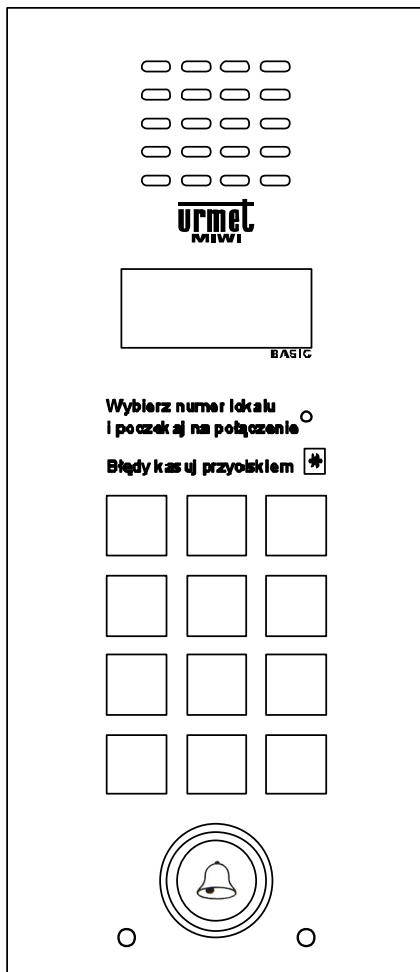 urmet
MIWI
BASIC
Wybierz numer lokalu
i poczekaj na połączenie
Błędy kasuj przyciskiem *